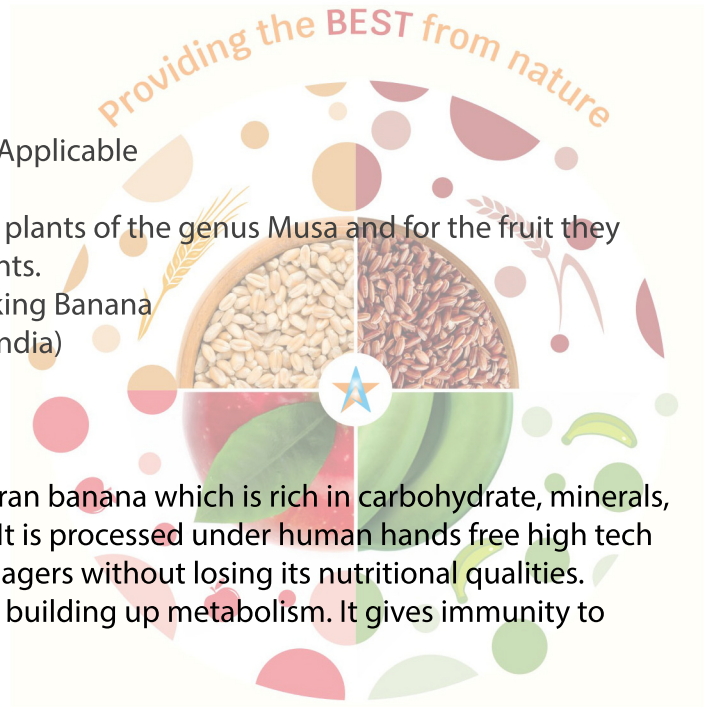 Providing the BEST from nature
Applicable
plants of the genus Musa and for the fruit they
nts.
king Banana
ndia)
ran banana which is rich in carbohydrate, minerals,
It is processed under human hands free high tech
agers without losing its nutritional qualities.
building up metabolism. It gives immunity to